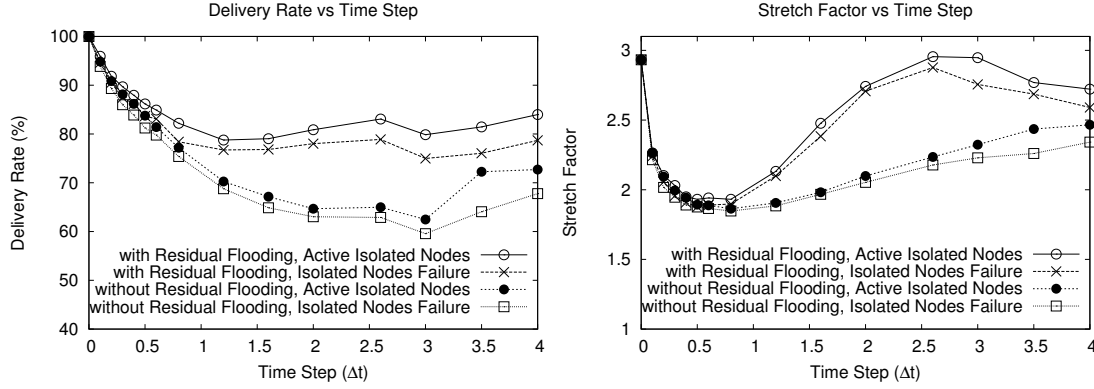 Delivery Rate vs Time Step
100
90
80
70
60
50
40
Delivery Rate (%)
with Residual Flooding, Active Isolated Nodes
with Residual Flooding, Isolated Nodes Failure
without Residual Flooding, Active Isolated Nodes
without Residual Flooding, Isolated Nodes Failure
0 0.5 1 1.5 2 2.5 3 3.5 4
Time Step (Δt)
Stretch Factor vs Time Step
3
2.5
2
1.5
1
Stretch Factor
with Residual Flooding, Active Isolated Nodes
with Residual Flooding, Isolated Nodes Failure
without Residual Flooding, Active Isolated Nodes
without Residual Flooding, Isolated Nodes Failure
0 0.5 1 1.5 2 2.5 3 3.5 4
Time Step (Δt)